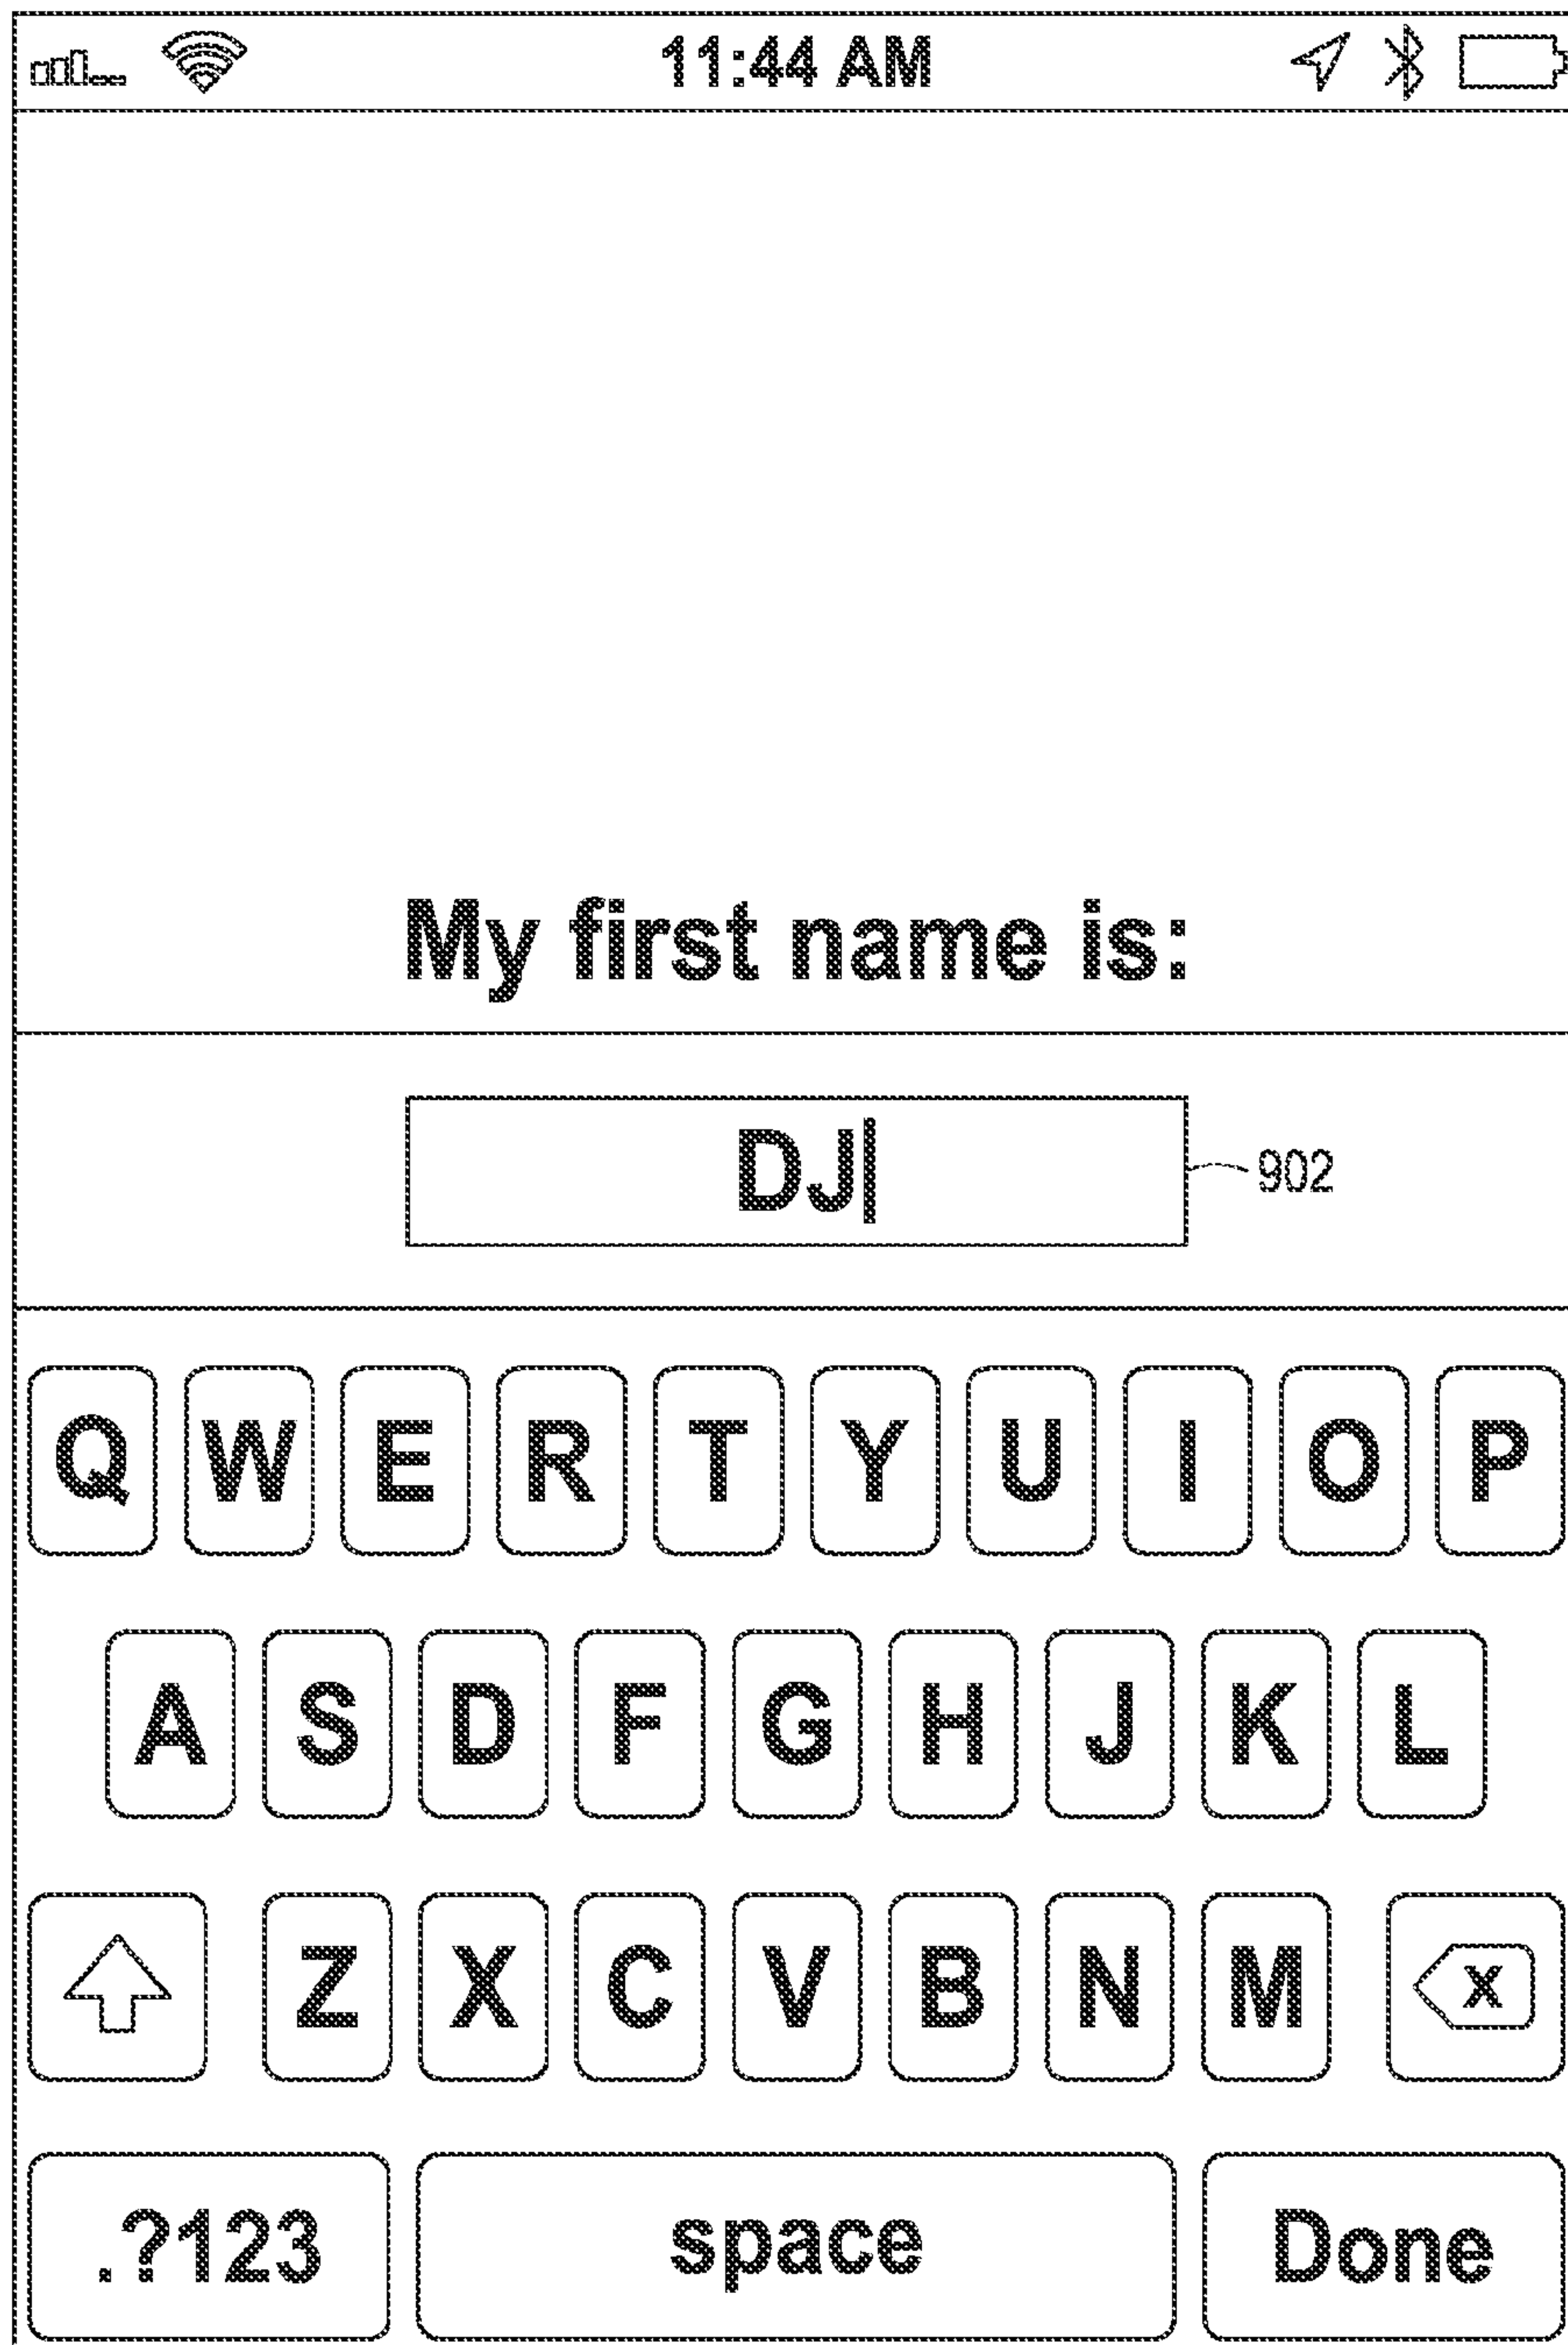 11:44 AM
My first name is:
DJ
902
Q W E R T Y U I O P
A S D F G H J K L
Z X C V B N M X
.?123 space Done